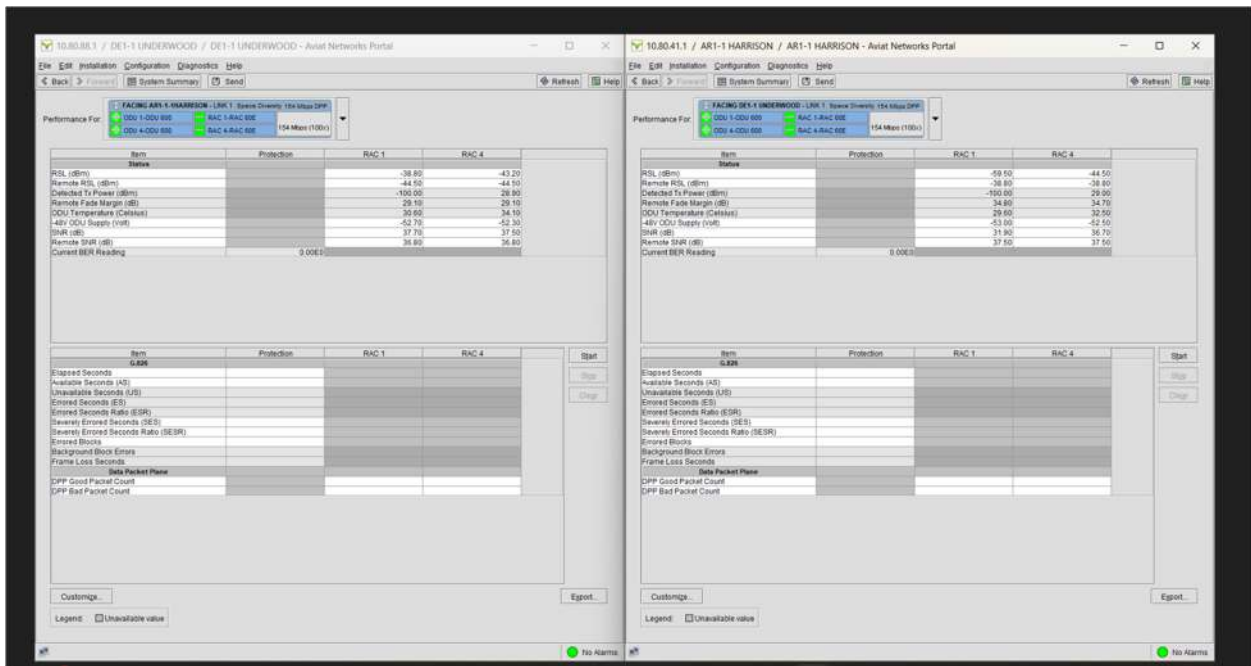 10.80.88.1 / DE1-1 UNDERWOOD / DE1-1 UNDERWOOD - Aviat Networks Portal
File Edit Installation Configuration Diagnostics Help
Back Forward System Summary Send Refresh Help
FACING AR1-1-1HARRISON - LINK 1 Space Diversity 154 Mbps DPP
Performance For: ODU 1-ODU 600 RAC 1-RAC 60E
ODU 4-ODU 600 RAC 4-RAC 60E 154 Mbps (100x)
Item Protection RAC 1 RAC 4
Status
RSL (dBm) -38.80 -43.20
Remote RSL (dBm) -44.50 -44.50
Detected Tx Power (dBm) -100.00 28.80
Remote Fade Margin (dB) 29.10 29.10
ODU Temperature (Celsius) 30.60 34.10
-48V ODU Supply (Volt) -52.70 -52.30
SNR (dB) 37.70 37.50
Remote SNR (dB) 36.80 36.80
Current BER Reading 0.00E0
Item Protection RAC 1 RAC 4
G.826
Elapsed Seconds
Available Seconds (AS)
Unavailable Seconds (US)
Errored Seconds (ES)
Errored Seconds Ratio (ESR)
Severely Errored Seconds (SES)
Severely Errored Seconds Ratio (SESR)
Errored Blocks
Background Block Errors
Frame Loss Seconds
Data Packet Plane
DPP Good Packet Count
DPP Bad Packet Count
Start
Stop
Clear
Customize... Export...
Legend: Unavailable value
No Alarms
10.80.41.1 / AR1-1 HARRISON / AR1-1 HARRISON - Aviat Networks Portal
File Edit Installation Configuration Diagnostics Help
Back Forward System Summary Send Refresh Help
FACING DE1-1 UNDERWOOD - LINK 1 Space Diversity 154 Mbps DPP
Performance For: ODU 1-ODU 600 RAC 1-RAC 60E
ODU 4-ODU 600 RAC 4-RAC 60E 154 Mbps (100x)
Item Protection RAC 1 RAC 4
Status
RSL (dBm) -59.50 -44.50
Remote RSL (dBm) -38.80 -38.80
Detected Tx Power (dBm) -100.00 29.00
Remote Fade Margin (dB) 34.80 34.70
ODU Temperature (Celsius) 29.60 32.50
-48V ODU Supply (Volt) -53.00 -52.50
SNR (dB) 31.90 36.70
Remote SNR (dB) 37.50 37.50
Current BER Reading 0.00E0
Item Protection RAC 1 RAC 4
G.826
Elapsed Seconds
Available Seconds (AS)
Unavailable Seconds (US)
Errored Seconds (ES)
Errored Seconds Ratio (ESR)
Severely Errored Seconds (SES)
Severely Errored Seconds Ratio (SESR)
Errored Blocks
Background Block Errors
Frame Loss Seconds
Data Packet Plane
DPP Good Packet Count
DPP Bad Packet Count
Start
Stop
Clear
Customize... Export...
Legend: Unavailable value
No Alarms